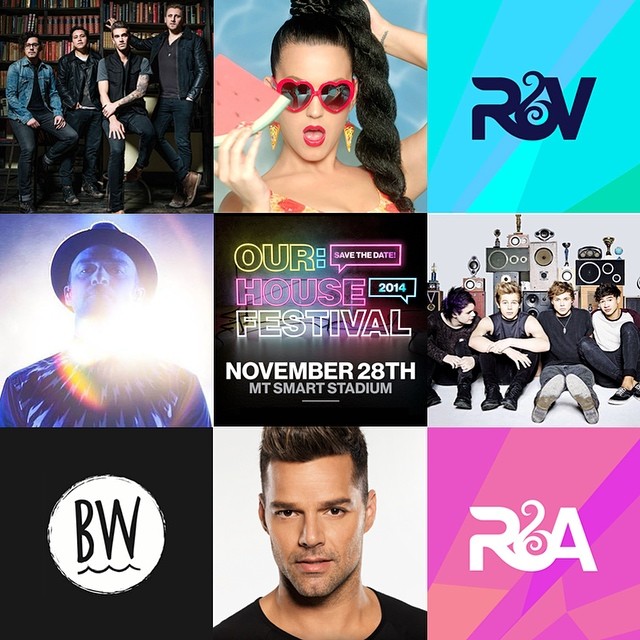 R&V
OUR:
SAVE THE DATE!
HOUSE
2014
FESTIVAL
NOVEMBER 28TH
MT SMART STADIUM
BW
R&A